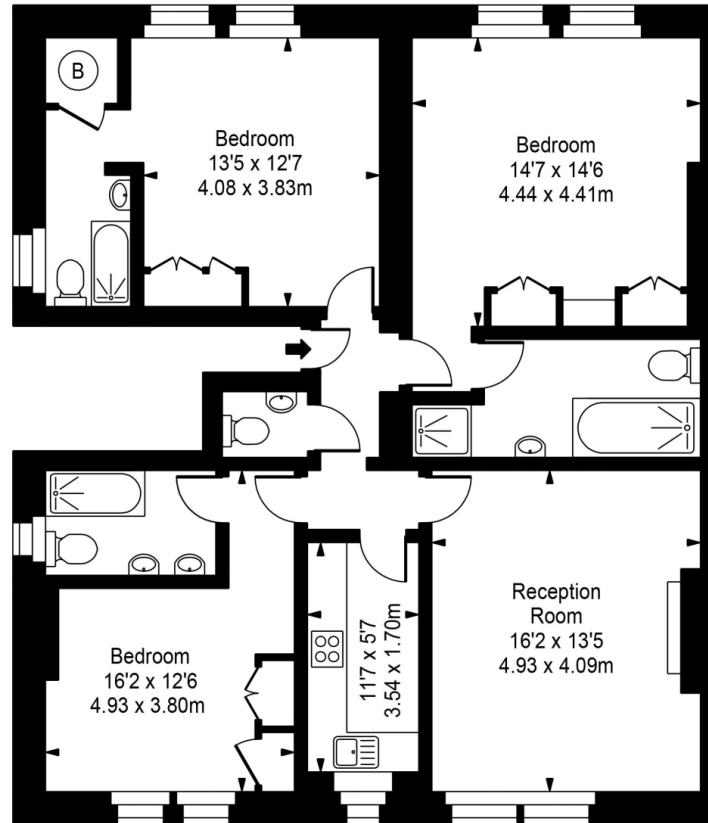 B
Bedroom
13'5 x 12'7
4.08 x 3.83m
Bedroom
14'7 x 14'6
4.44 x 4.41m
Bedroom
16'2 x 12'6
4.93 x 3.80m
11'7 x 5'7
3.54 x 1.70m
Reception
Room
16'2 x 13'5
4.93 x 4.09m